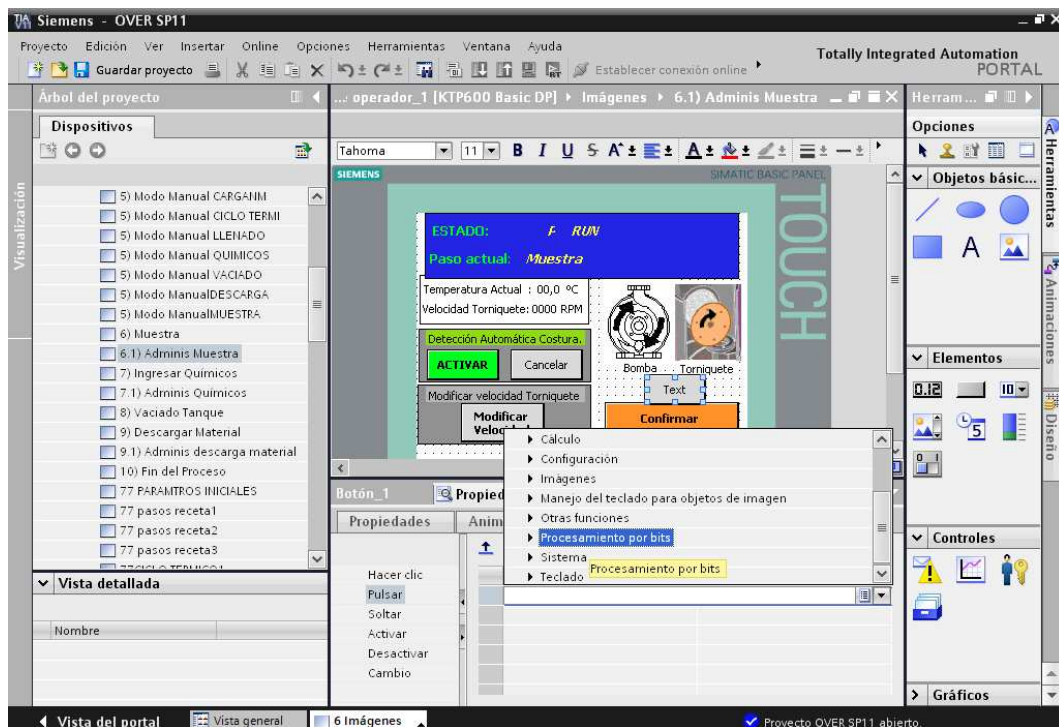 Siemens - OVER SP11
Proyecto Edición Ver Insertar Online Opciones Herramientas Ventana Ayuda
Totally Integrated Automation
PORTAL
Guardar proyecto
Establecer conexión online
Árbol del proyecto
operador_1 [KTP600 Basic DP] Imágenes 6.1) Adminis Muestra
Herram...
Dispositivos
Opciones
Tahoma 11 B I U S A A
Visualización
5) Modo Manual CARGANM
5) Modo Manual CICLO TERMI
5) Modo Manual LLENADO
5) Modo Manual QUIMICOS
5) Modo Manual VACIADO
5) Modo ManualDESCARGA
5) Modo ManualMUESTRA
6) Muestra
6.1) Adminis Muestra
7) Ingresar Químicos
7.1) Adminis Químicos
8) Vaciado Tanque
9) Descargar Material
9.1) Adminis descarga material
10) Fin del Proceso
77 PARAMTROS INICIALES
77 pasos receta1
77 pasos receta2
77 pasos receta3
Vista detallada
Nombre
SIEMENS
SIMATIC BASIC PANEL
TOUCH
ESTADO: RUN
Paso actual: Muestra
Temperatura Actual : 00,0 ºC
Velocidad Torniquete: 0000 RPM
Detección Automática Costura.
ACTIVAR
Cancelar
Bomba
Torniquete
Text
Modificar velocidad Torniquete
Modificar
Confirmar
Cálculo
Configuración
Imágenes
Manejo del teclado para objetos de imagen
Otras funciones
Procesamiento por bits
Sistema
Procesamiento por bits
Teclado
Botón_1
Propied
Propiedades
Anim
Hacer clic
Pulsar
Soltar
Activar
Desactivar
Cambio
Objetos básic...
A
Elementos
0.12
10
5
0 1
Controles
Gráficos
Herramientas
Animaciones
Diseño
Vista del portal
Vista general
6 Imágenes
Proyecto OVER SP11 abierto.